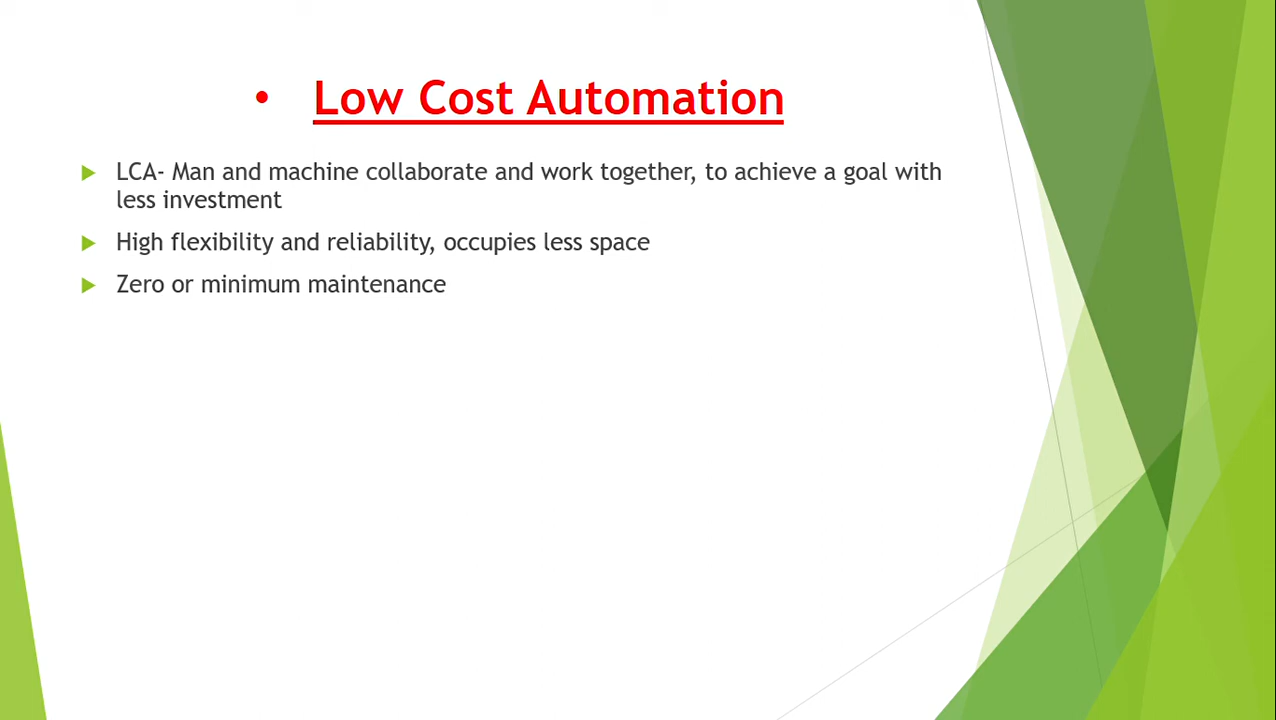 • Low Cost Automation
LCA- Man and machine collaborate and work together, to achieve a goal with
less investment
High flexibility and reliability, occupies less space
Zero or minimum maintenance